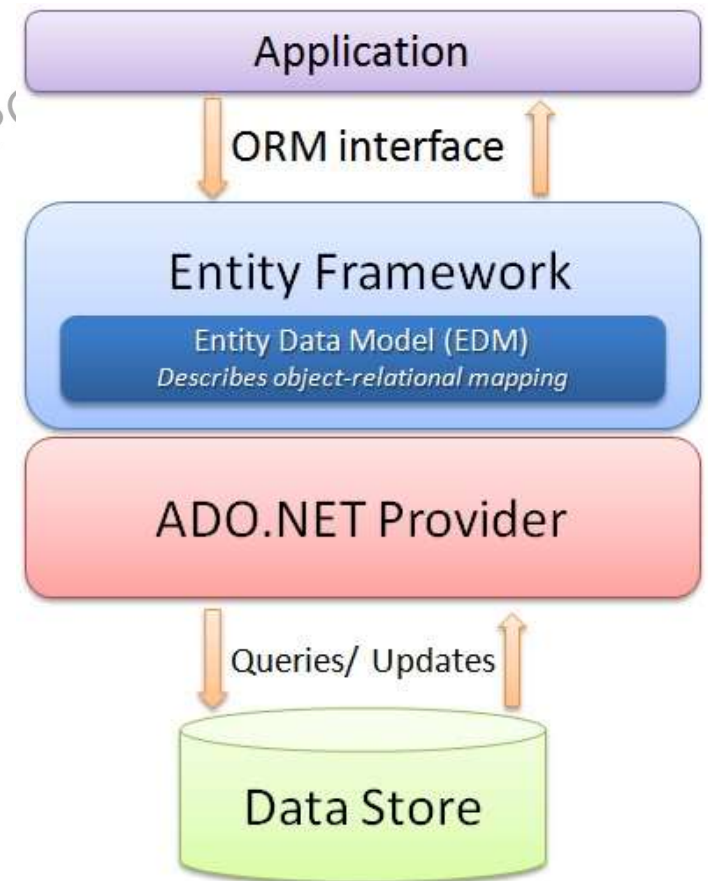 Application
ORM interface
Entity Framework
Entity Data Model (EDM)
Describes object-relational mapping
ADO.NET Provider
Queries/ Updates
Data Store